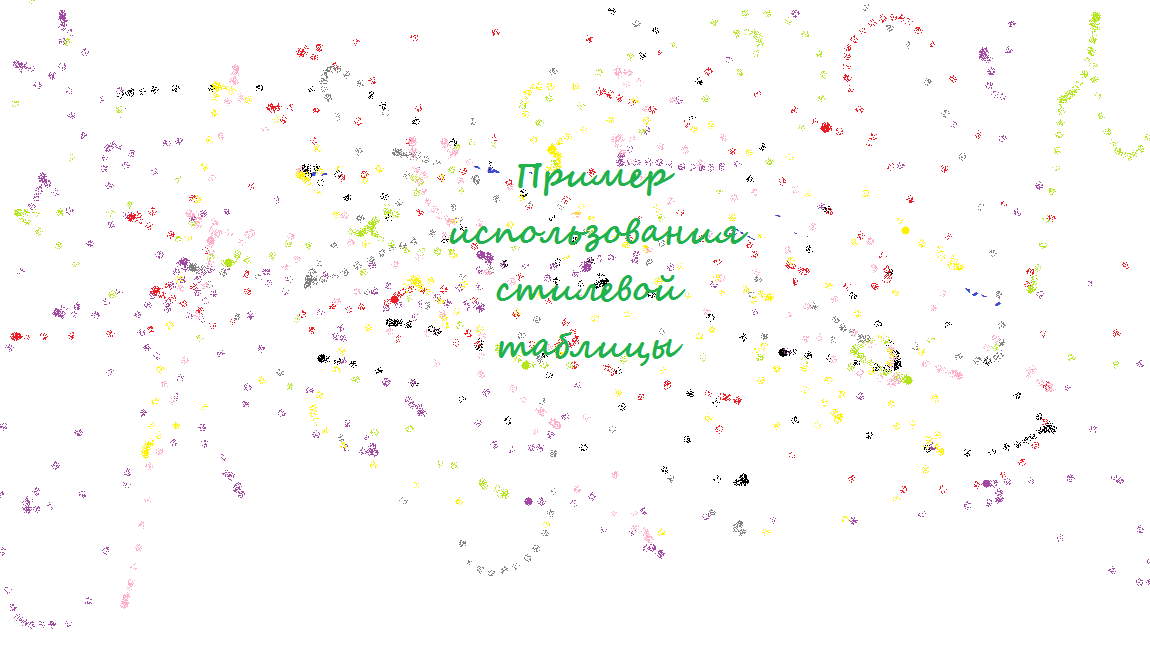 Пример
использования
стилевой
таблицы